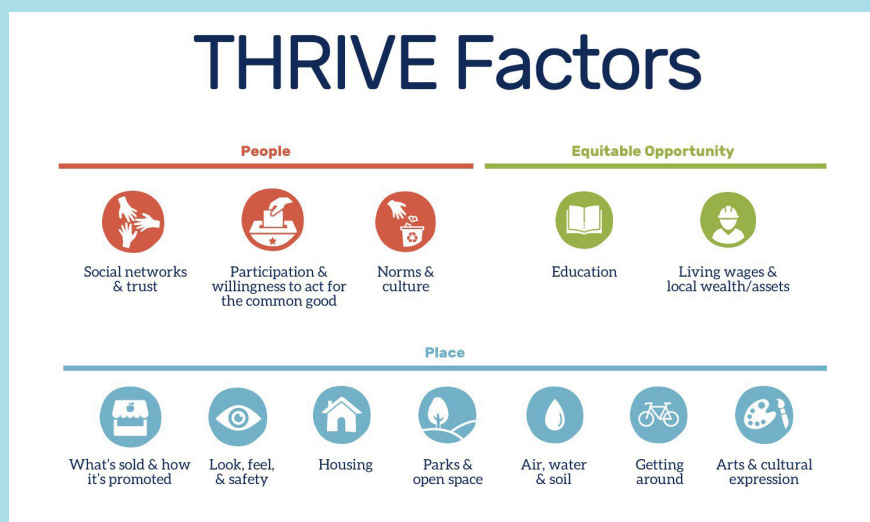 THRIVE Factors
People
Equitable Opportunity
Social networks
& trust
Participation &
willingness to act for
the common good
Norms &
culture
Education
Living wages &
local wealth/assets
Place
What's sold & how
it's promoted
Look, feel,
& safety
Housing
Parks &
open space
Air, water
& soil
Getting
around
Arts & cultural
expression